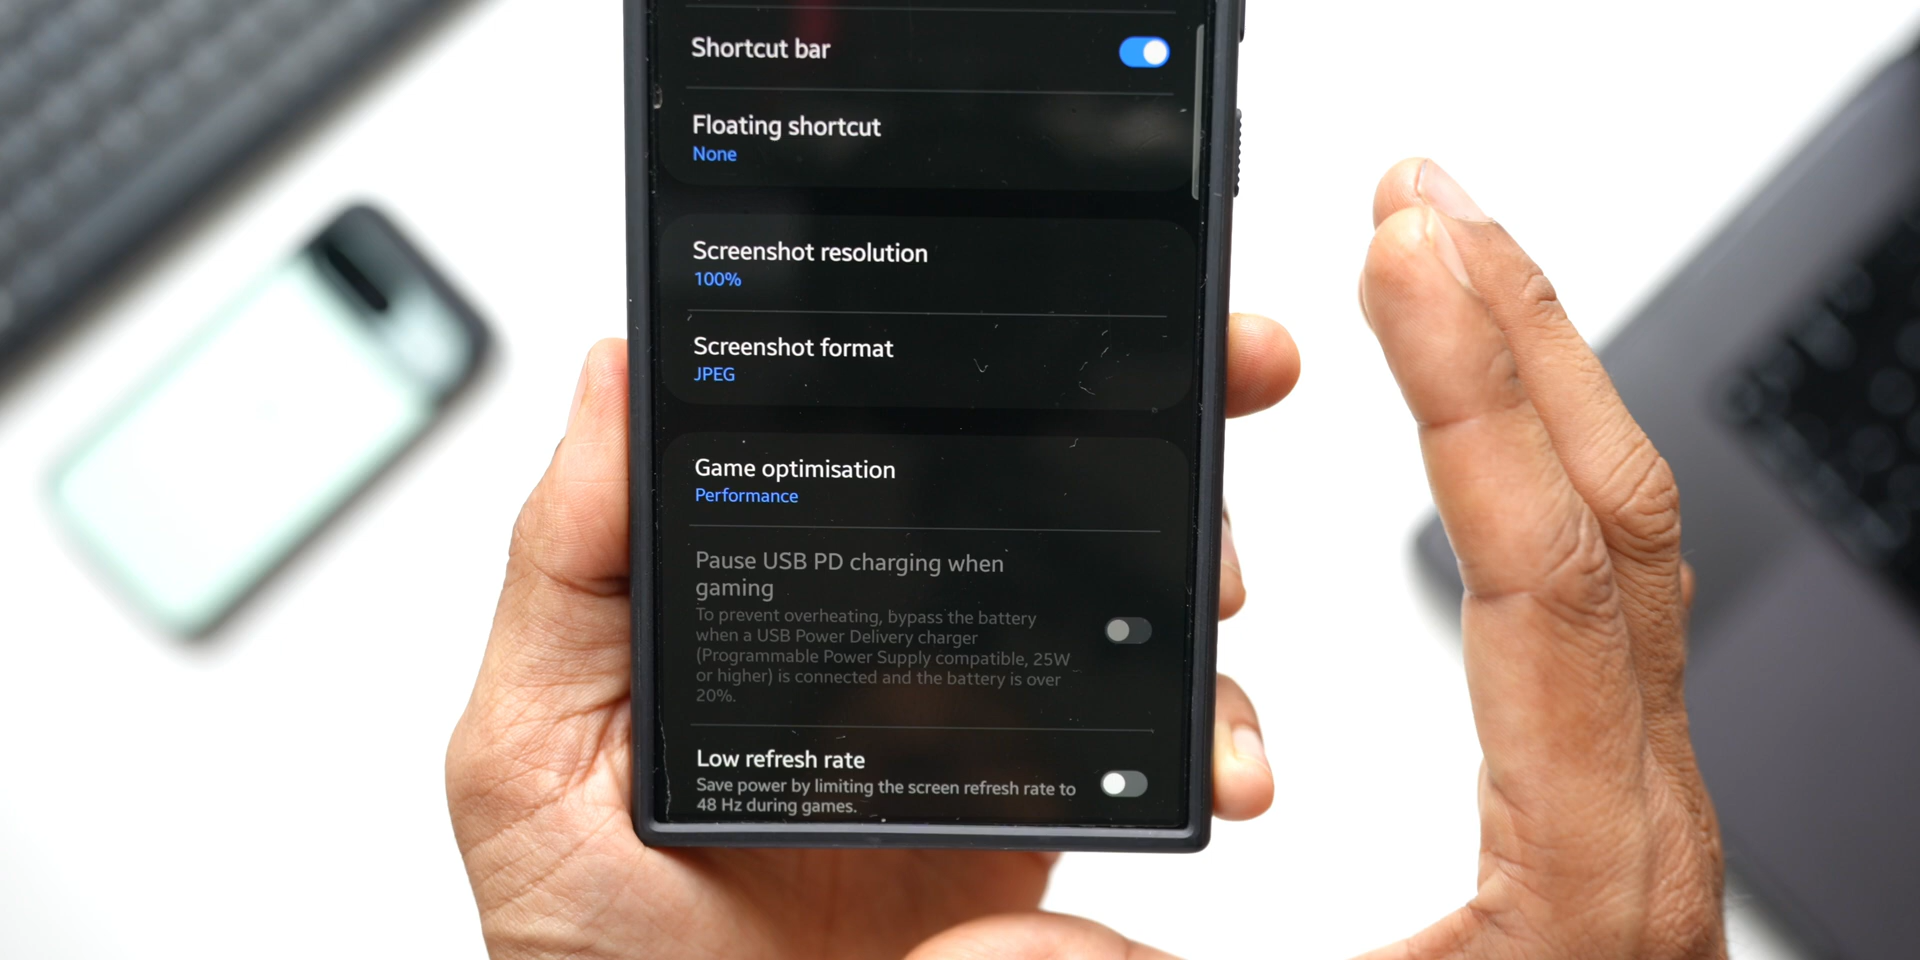 Shortcut bar
Floating shortcut
None
Screenshot resolution
100%
Screenshot format
JPEG
Game optimisation
Performance
Pause USB PD charging when
gaming
To prevent overheating, bypass the battery
when a USB Power Delivery charger
(Programmable Power Supply compatible, 25W
or higher) is connected and the battery is over
20%.
Low refresh rate
Save power by limiting the screen refresh rate to
48 Hz during games.